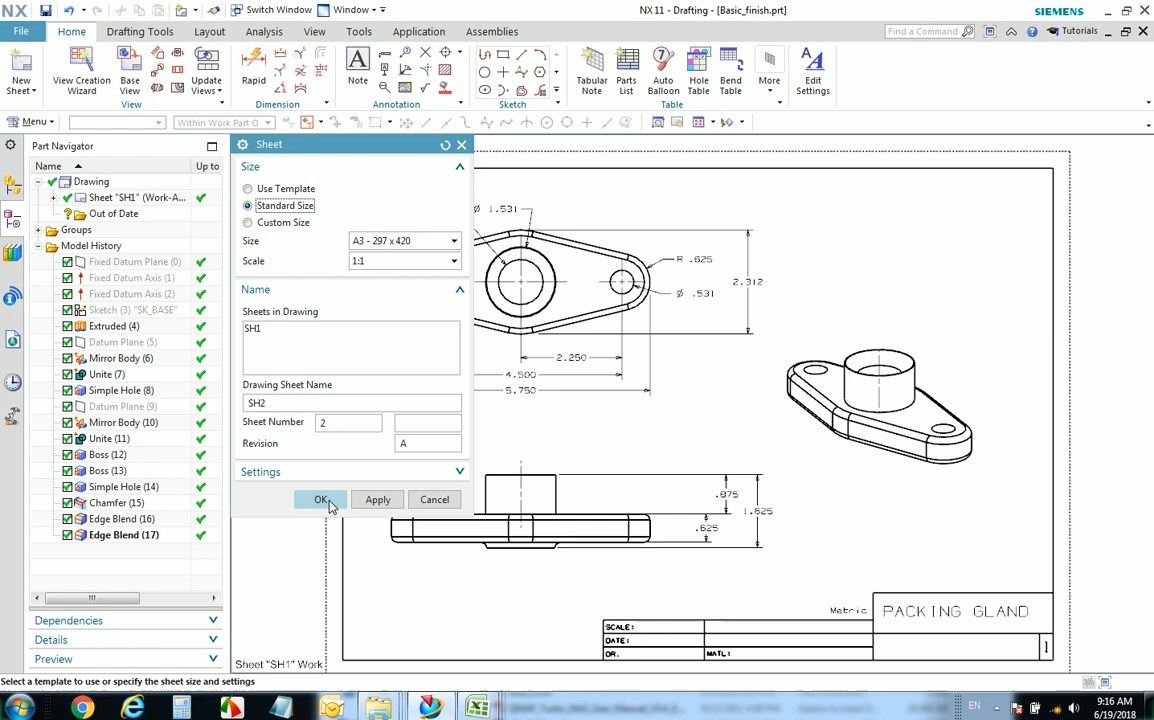 NX
Switch Window
Window
NX 11 - Drafting - [Basic_finish.prt]
SIEMENS
File
Home
Drafting Tools
Layout
Analysis
View
Tools
Application
Assemblies
Find a Command
Tutorials
New Sheet
View Creation Wizard
Base View
Update Views
Rapid
Note
Tabular Note
Parts List
Auto Balloon
Hole Table
Bend Table
More
Edit Settings
View
Dimension
Annotation
Sketch
Table
Menu
Within Work Part O
Part Navigator
Name
Up to
Drawing
Sheet "SH1" (Work-A...
Out of Date
Groups
Model History
Fixed Datum Plane (0)
Fixed Datum Axis (1)
Fixed Datum Axis (2)
Sketch (3) "SK_BASE"
Extruded (4)
Datum Plane (5)
Mirror Body (6)
Unite (7)
Simple Hole (8)
Datum Plane (9)
Mirror Body (10)
Unite (11)
Boss (12)
Boss (13)
Simple Hole (14)
Chamfer (15)
Edge Blend (16)
Edge Blend (17)
Dependencies
Details
Preview
Sheet
Size
Use Template
Standard Size
Custom Size
Size
A3 - 297 x 420
Scale
1:1
Name
Sheets in Drawing
SH1
Drawing Sheet Name
SH2
Sheet Number
2
Revision
A
Settings
OK
Apply
Cancel
Ø 1.531
R .625
2.312
Ø .531
2.250
4.500
5.750
.875
1.625
.625
Metric
PACKING GLAND
SCALE:
DATE:
DR.
MATL:
1
Sheet "SH1" Work
Select a template to use or specify the sheet size and settings
EN
9:16 AM
6/19/2018